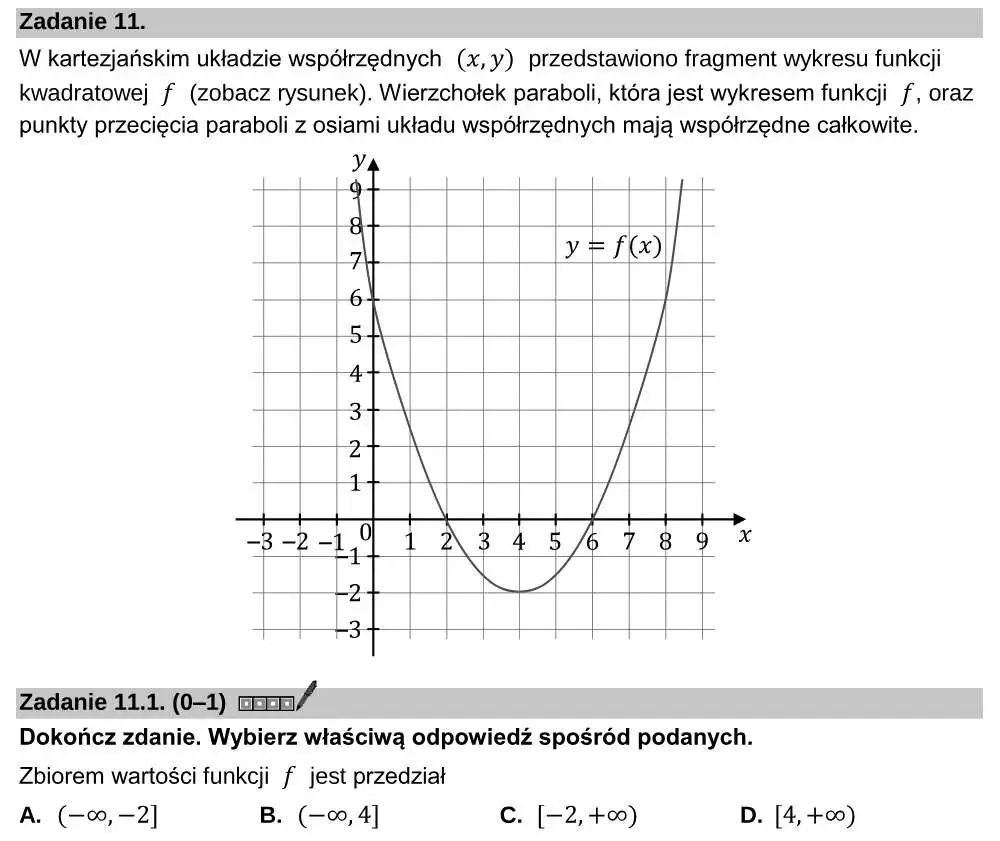 Zadanie 11.
W kartezjańskim układzie współrzędnych (x, y) przedstawiono fragment wykresu funkcji
kwadratowej f (zobacz rysunek). Wierzchołek paraboli, która jest wykresem funkcji f, oraz
punkty przecięcia paraboli z osiami układu współrzędnych mają współrzędne całkowite.
y
9
8
y = f(x)
7
6
5
4
3
2
1
−3 −2 −1 0 1 2 3 4 5 6 7 8 9 x
−1
−2
−3
Zadanie 11.1. (0–1)
Dokończ zdanie. Wybierz właściwą odpowiedź spośród podanych.
Zbiorem wartości funkcji f jest przedział
A. (−∞, −2] B. (−∞, 4] C. [−2, +∞) D. [4, +∞)